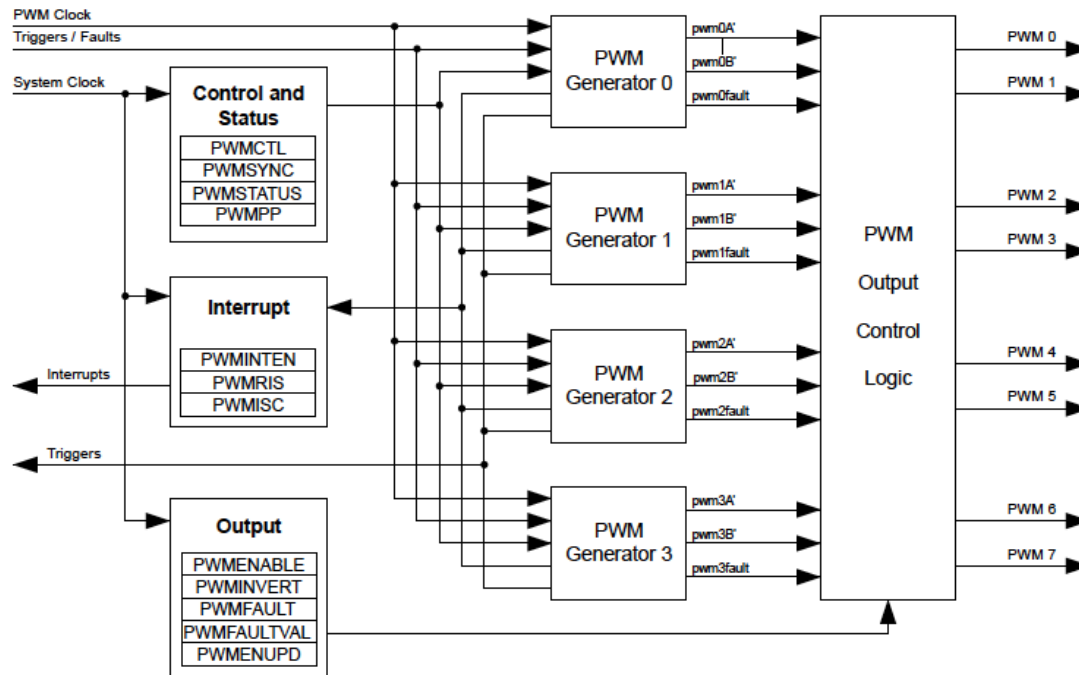 PWM Clock
Triggers / Faults
System Clock
Control and
Status
PWMCTL
PWMSYNC
PWMSTATUS
PWMPP
Interrupt
PWMINTEN
PWMRIS
PWMISC
Interrupts
Triggers
Output
PWMENABLE
PWMINVERT
PWMFAULT
PWMFAULTVAL
PWMENUPD
PWM
Generator 0
pwm0A'
pwm0B'
pwm0fault
PWM
Generator 1
pwm1A'
pwm1B'
pwm1fault
PWM
Generator 2
pwm2A'
pwm2B'
pwm2fault
PWM
Generator 3
pwm3A'
pwm3B'
pwm3fault
PWM
Output
Control
Logic
PWM 0
PWM 1
PWM 2
PWM 3
PWM 4
PWM 5
PWM 6
PWM 7